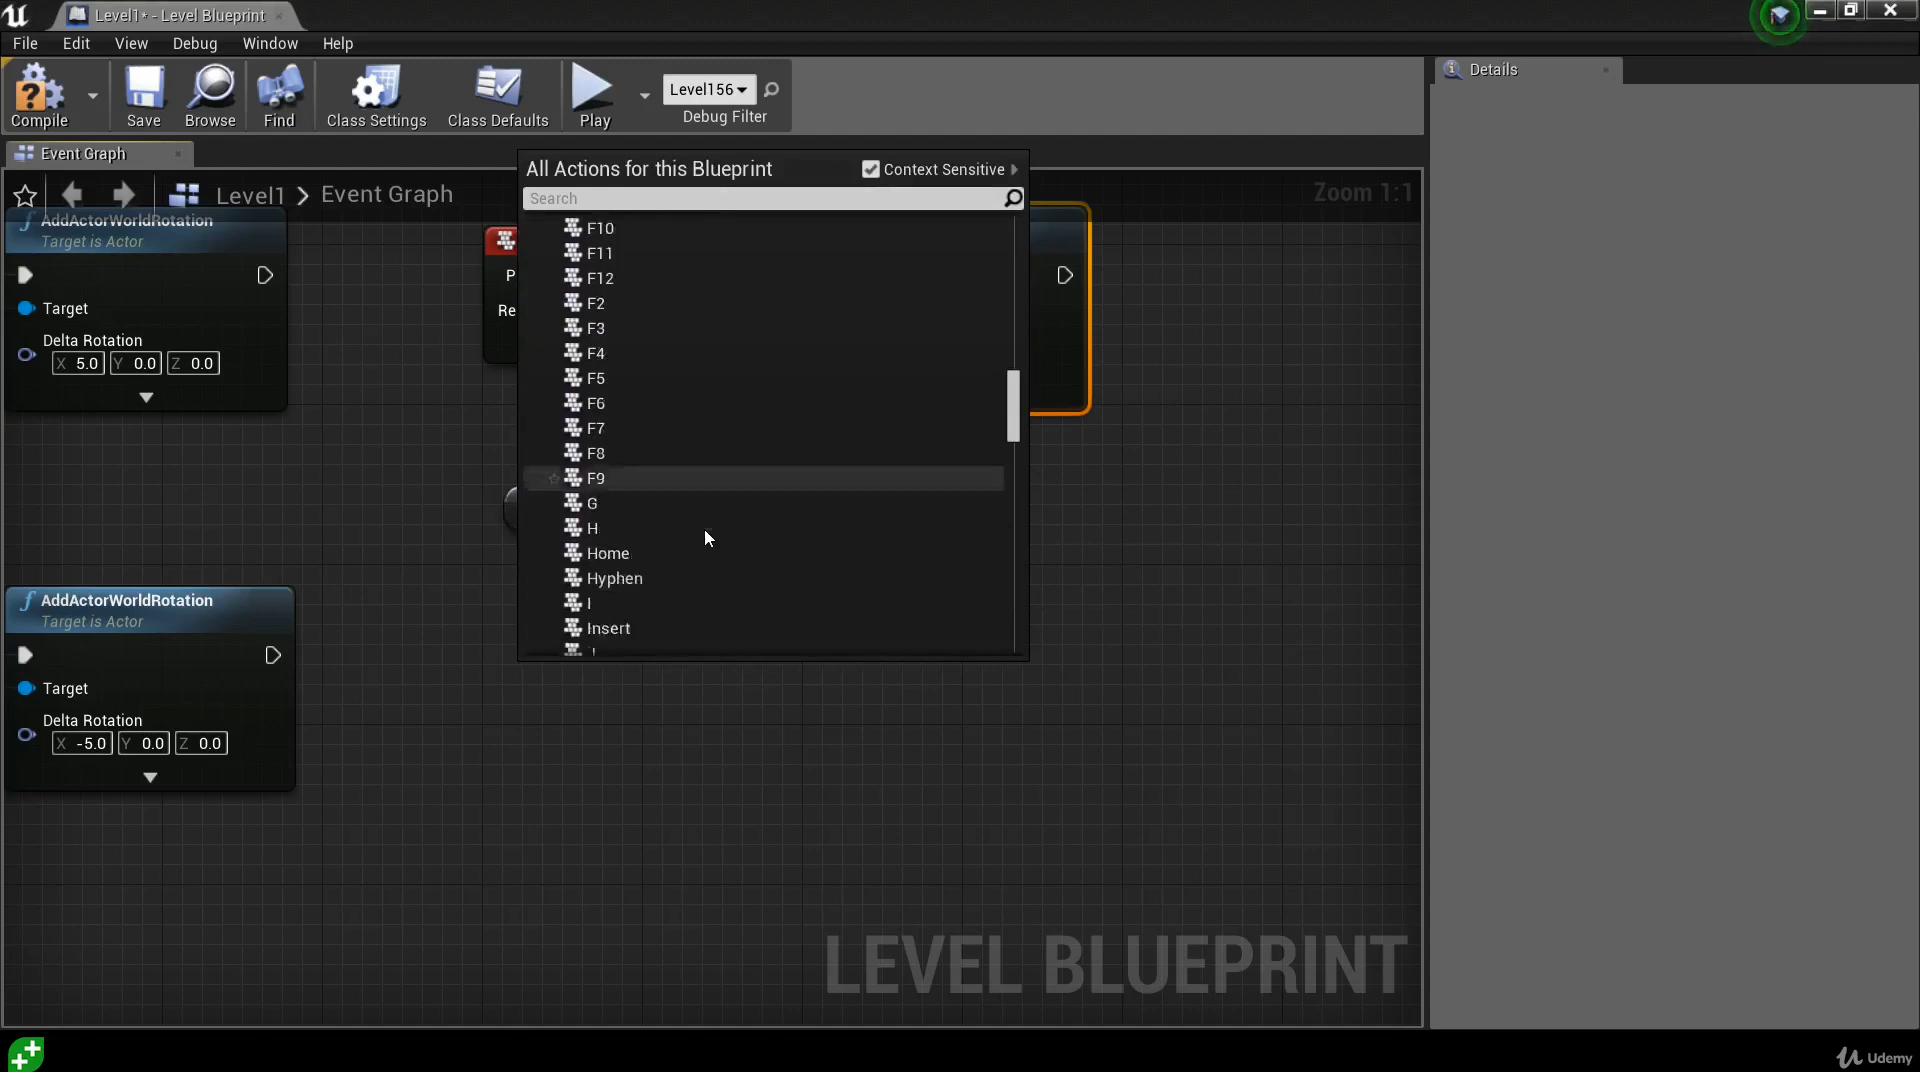 Level1* - Level Blueprint
File Edit View Debug Window Help
Compile
Save
Browse
Find
Class Settings
Class Defaults
Play
Level156
Debug Filter
Details
Event Graph
Level1 > Event Graph
Zoom 1:1
AddActorWorldRotation
Target is Actor
Target
Delta Rotation
X 5.0 Y 0.0 Z 0.0
P
Re
All Actions for this Blueprint
Context Sensitive
Search
F10
F11
F12
F2
F3
F4
F5
F6
F7
F8
F9
G
H
Home
Hyphen
I
Insert
AddActorWorldRotation
Target is Actor
Target
Delta Rotation
X -5.0 Y 0.0 Z 0.0
LEVEL BLUEPRINT
Udemy